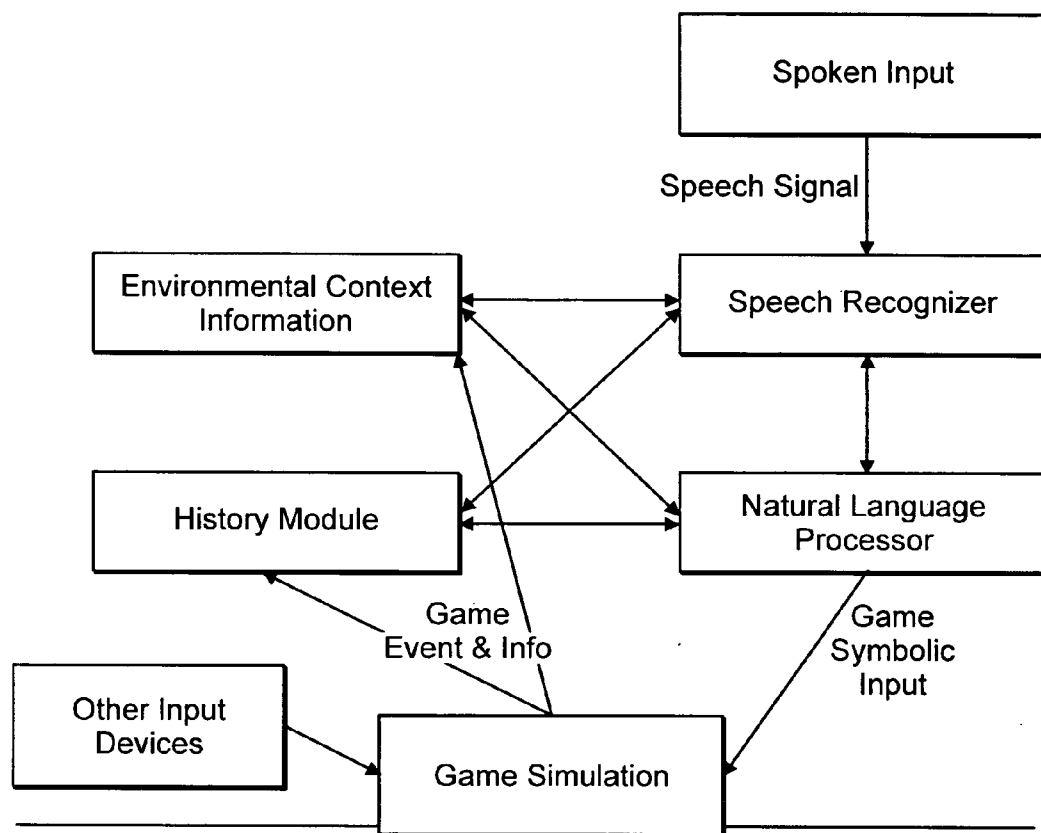 Spoken Input
Speech Signal
Environmental Context
Information
Speech Recognizer
History Module
Natural Language
Processor
Game
Event & Info
Game
Symbolic
Input
Other Input
Devices
Game Simulation